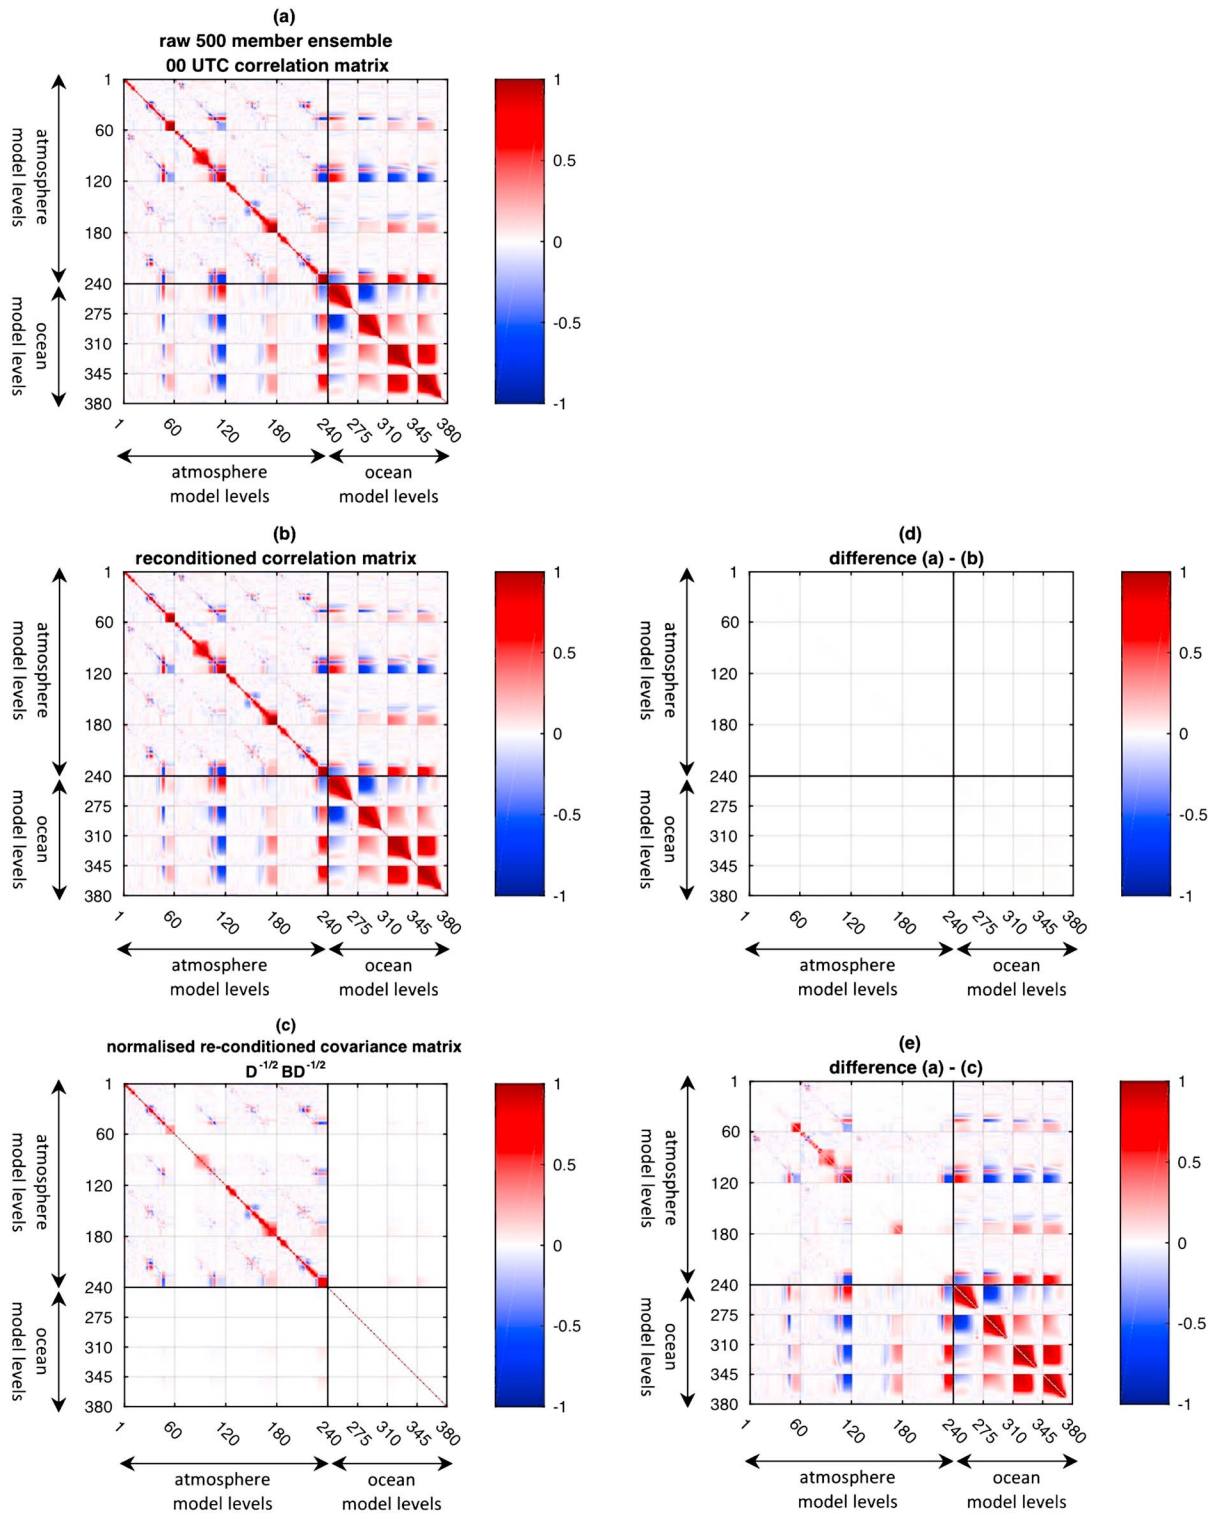 (a)
raw 500 member ensemble
00 UTC correlation matrix
1
60
120
180
240
275
310
345
380
atmosphere
model levels
ocean
model levels
1
60
120
180
240
275
310
345
380
atmosphere
model levels
ocean
model levels
1
0.5
0
-0.5
-1
(b)
reconditioned correlation matrix
1
60
120
180
240
275
310
345
380
atmosphere
model levels
ocean
model levels
1
60
120
180
240
275
310
345
380
atmosphere
model levels
ocean
model levels
1
0.5
0
-0.5
-1
(d)
difference (a) - (b)
1
60
120
180
240
275
310
345
380
atmosphere
model levels
ocean
model levels
1
60
120
180
240
275
310
345
380
atmosphere
model levels
ocean
model levels
1
0.5
0
-0.5
-1
(c)
normalised re-conditioned covariance matrix
D^-1/2 BD^-1/2
1
60
120
180
240
275
310
345
380
atmosphere
model levels
ocean
model levels
1
60
120
180
240
275
310
345
380
atmosphere
model levels
ocean
model levels
1
0.5
0
-0.5
-1
(e)
difference (a) - (c)
1
60
120
180
240
275
310
345
380
atmosphere
model levels
ocean
model levels
1
60
120
180
240
275
310
345
380
atmosphere
model levels
ocean
model levels
1
0.5
0
-0.5
-1